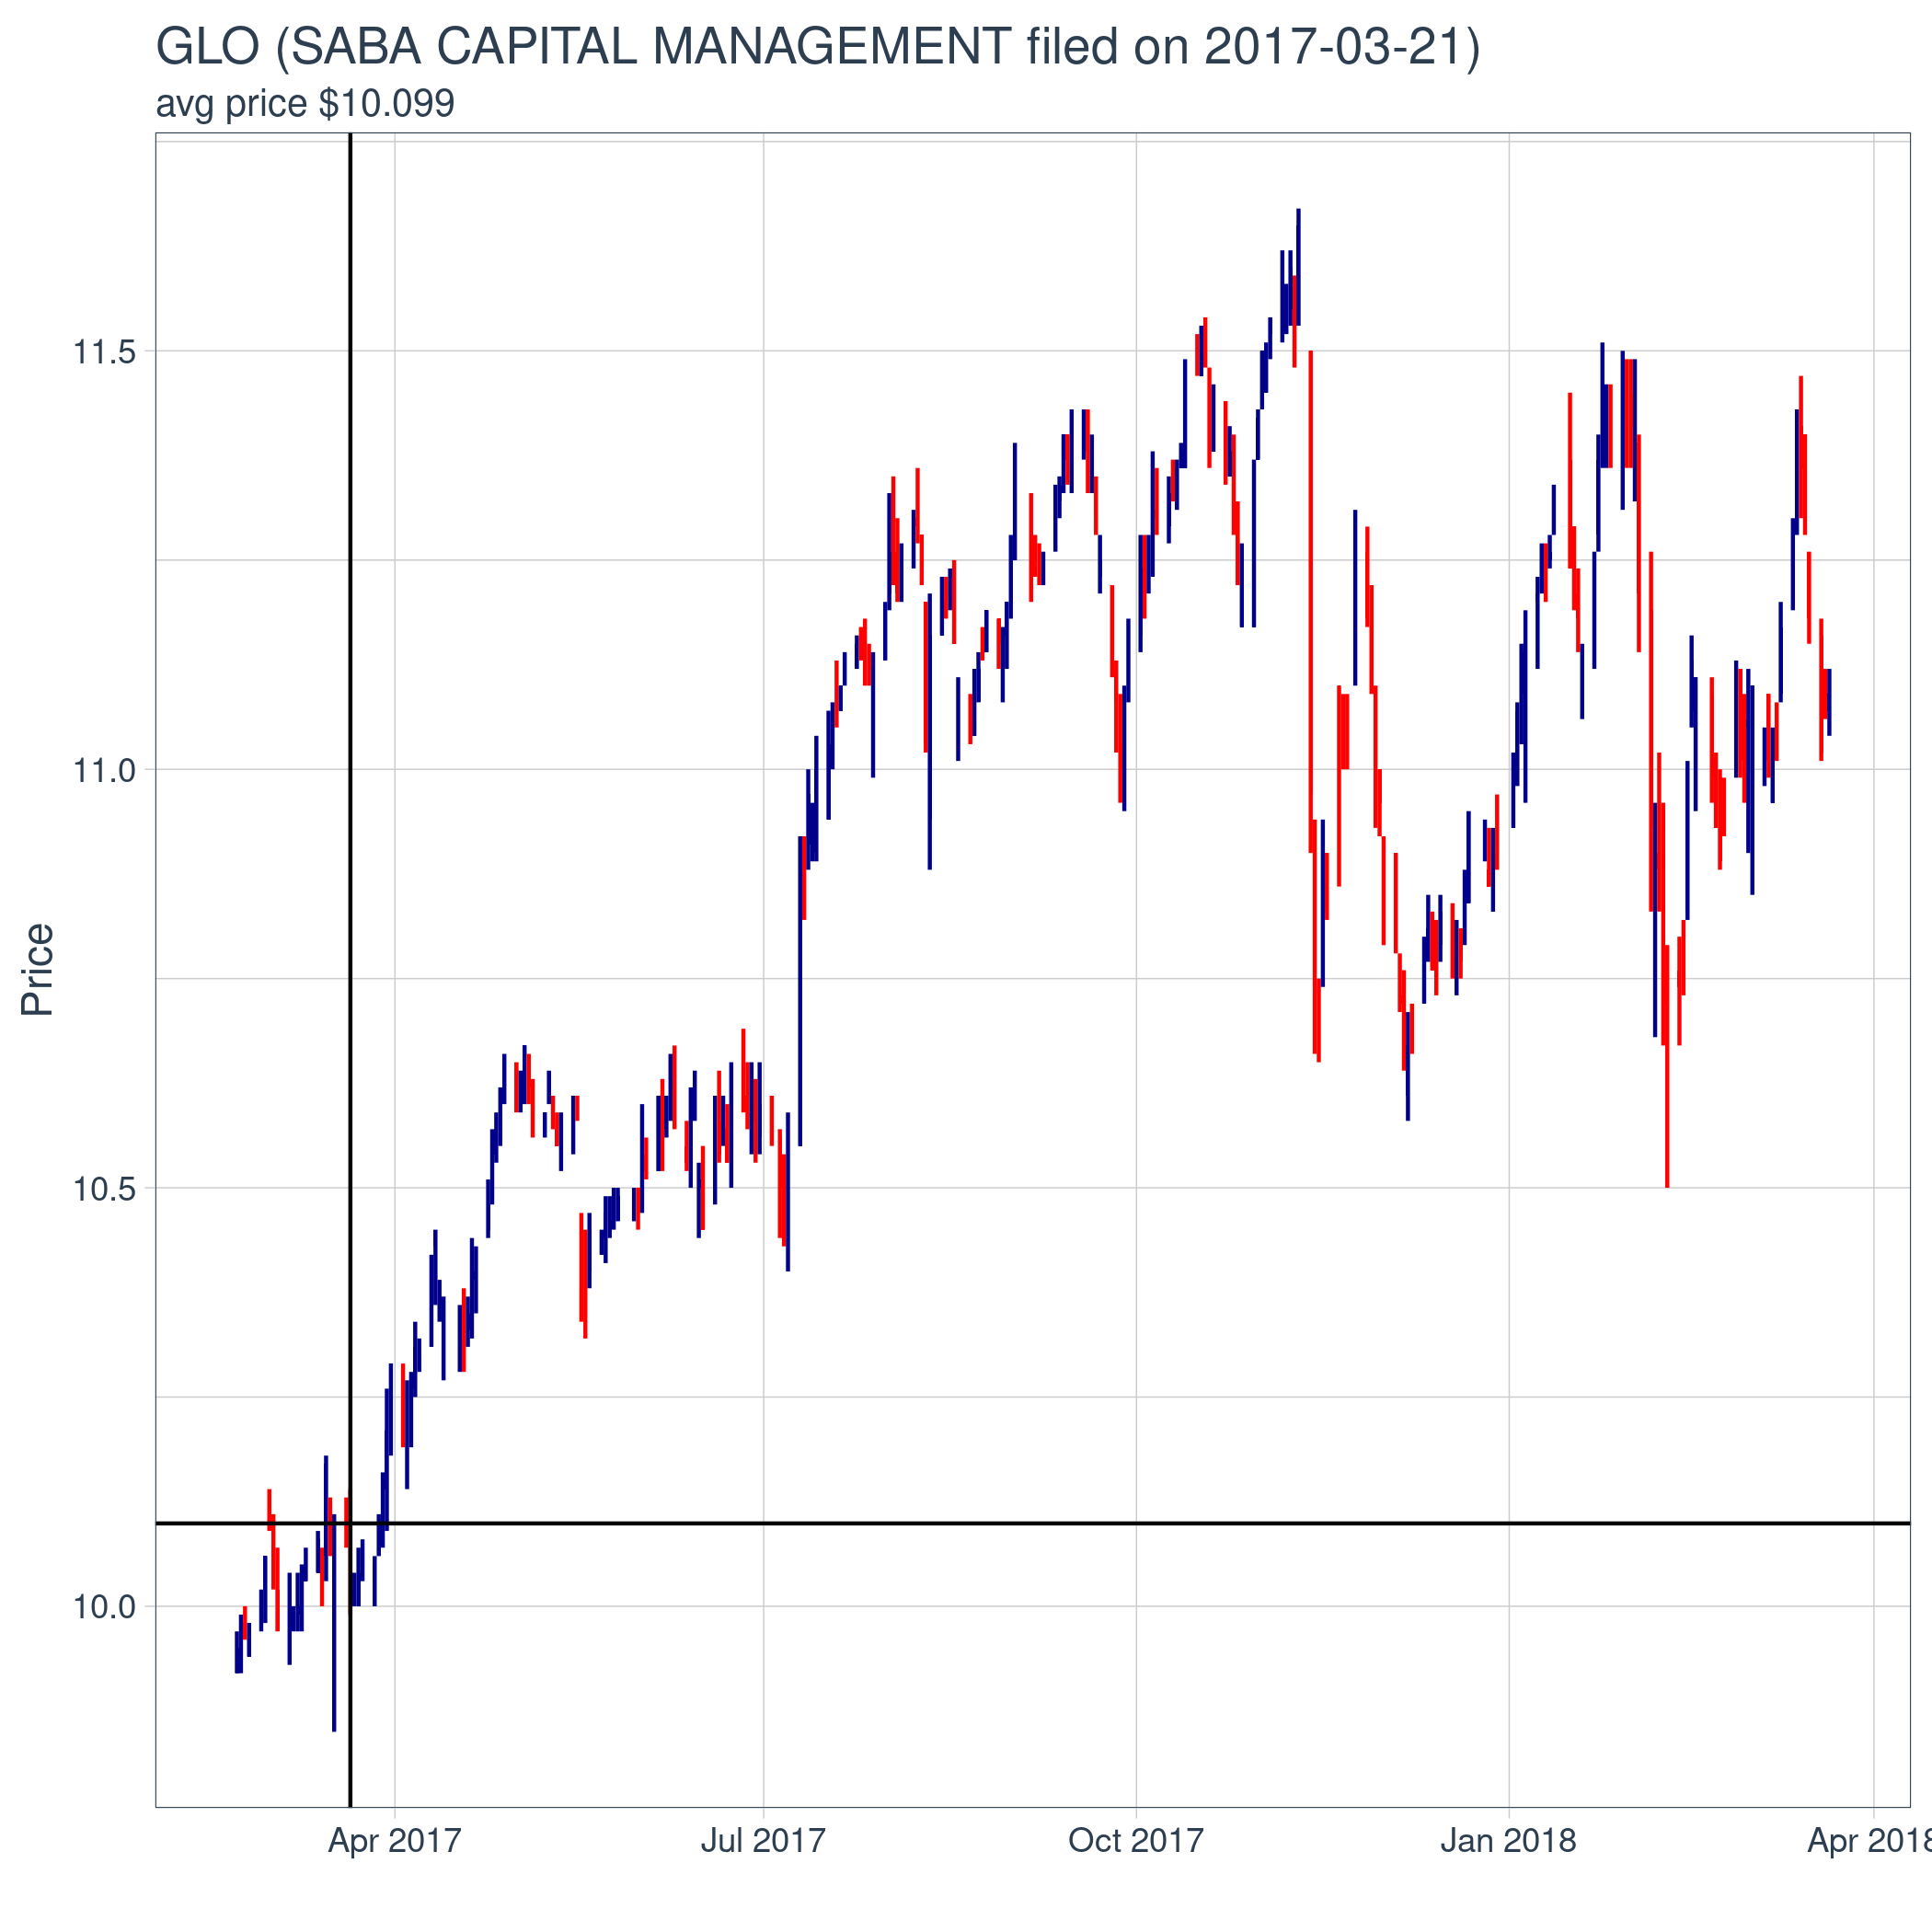 GLO (SABA CAPITAL MANAGEMENT filed on 2017-03-21)
avg price $10.099
11.5
11.0
Price
10.5
10.0
Apr 2017
Jul 2017
Oct 2017
Jan 2018
Apr 2018